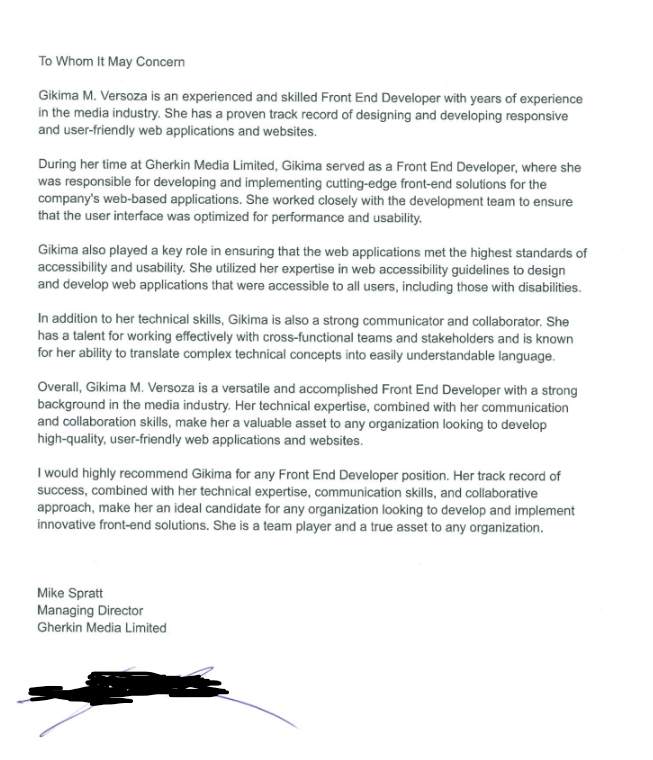 To Whom It May Concern
Gikima M. Versoza is an experienced and skilled Front End Developer with years of experience
in the media industry. She has a proven track record of designing and developing responsive
and user-friendly web applications and websites.
During her time at Gherkin Media Limited, Gikima served as a Front End Developer, where she
was responsible for developing and implementing cutting-edge front-end solutions for the
company's web-based applications. She worked closely with the development team to ensure
that the user interface was optimized for performance and usability.
Gikima also played a key role in ensuring that the web applications met the highest standards of
accessibility and usability. She utilized her expertise in web accessibility guidelines to design
and develop web applications that were accessible to all users, including those with disabilities.
In addition to her technical skills, Gikima is also a strong communicator and collaborator. She
has a talent for working effectively with cross-functional teams and stakeholders and is known
for her ability to translate complex technical concepts into easily understandable language.
Overall, Gikima M. Versoza is a versatile and accomplished Front End Developer with a strong
background in the media industry. Her technical expertise, combined with her communication
and collaboration skills, make her a valuable asset to any organization looking to develop
high-quality, user-friendly web applications and websites.
I would highly recommend Gikima for any Front End Developer position. Her track record of
success, combined with her technical expertise, communication skills, and collaborative
approach, make her an ideal candidate for any organization looking to develop and implement
innovative front-end solutions. She is a team player and a true asset to any organization.
Mike Spratt
Managing Director
Gherkin Media Limited